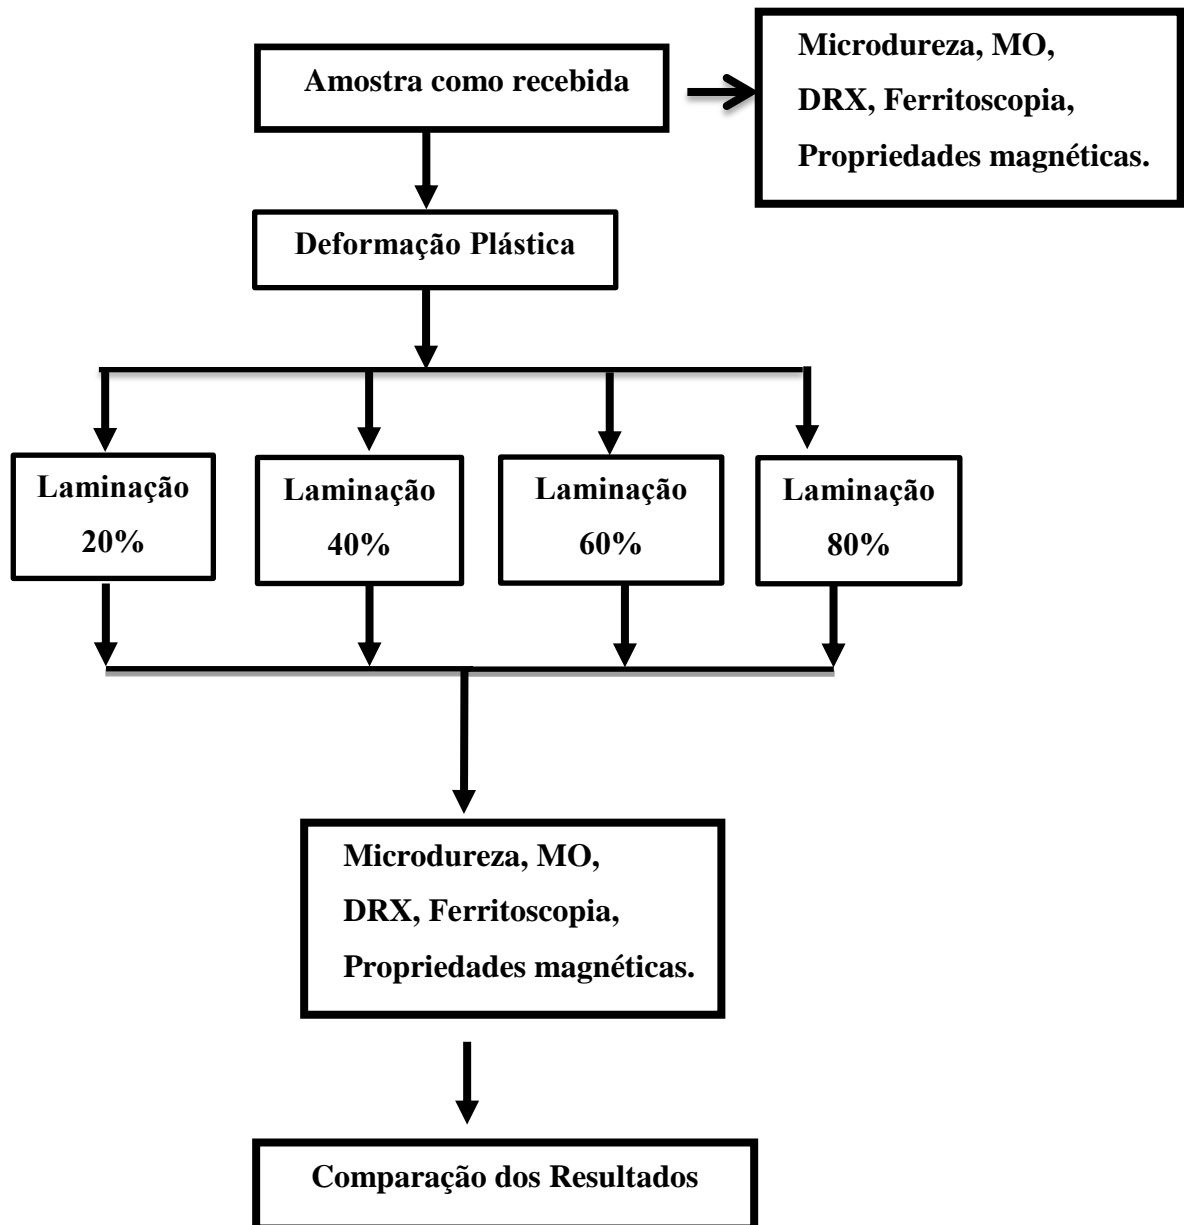 Amostra como recebida
Microdureza, MO,
DRX, Ferritoscopia,
Propriedades magnéticas.
Deformação Plástica
Laminação
20%
Laminação
40%
Laminação
60%
Laminação
80%
Microdureza, MO,
DRX, Ferritoscopia,
Propriedades magnéticas.
Comparação dos Resultados